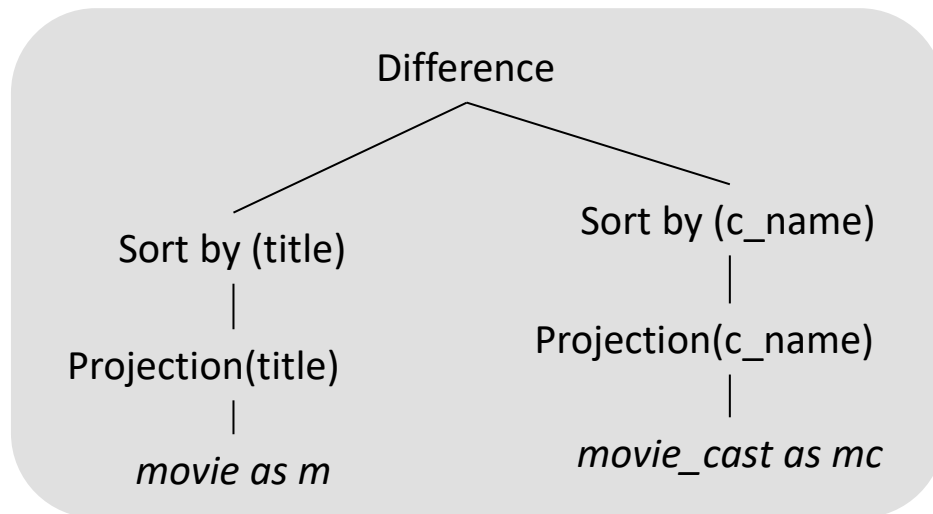 Difference
Sort by (title)
Projection(title)
movie as m
Sort by (c_name)
Projection(c_name)
movie_cast as mc